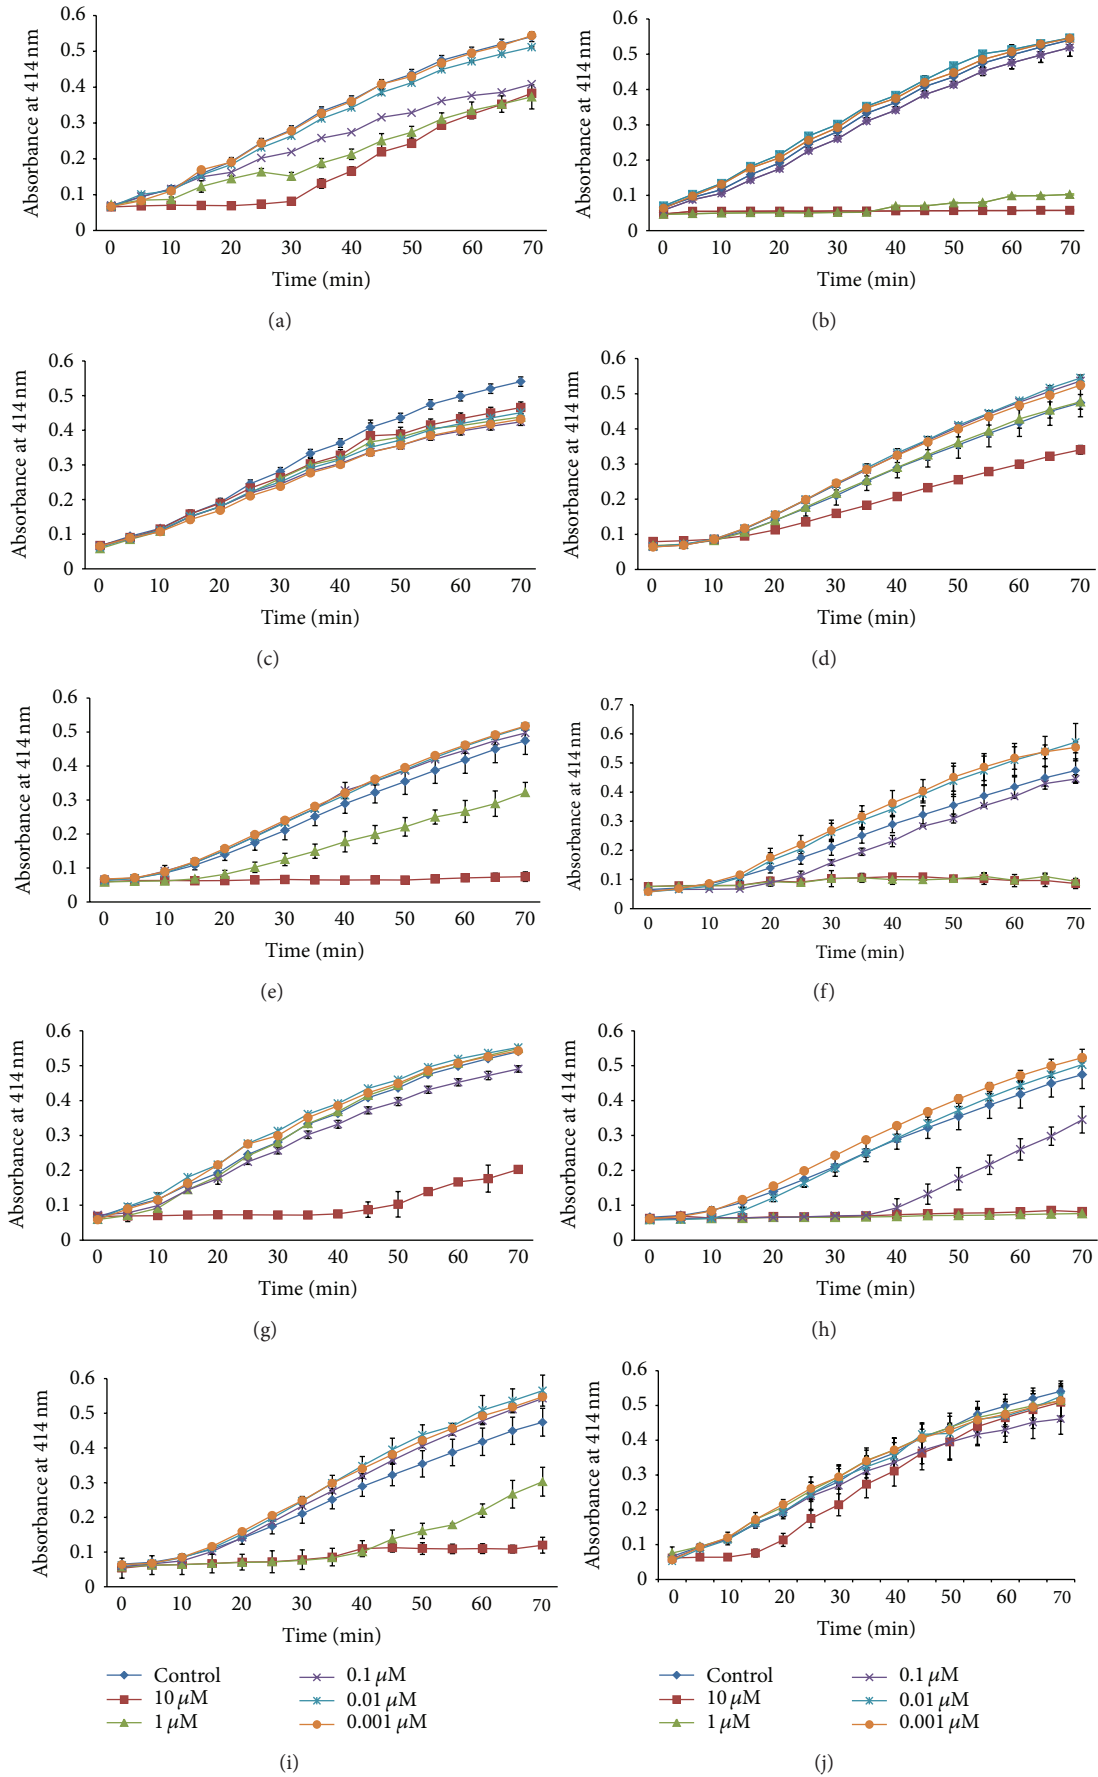 0.6
0.5
0.4
0.3
0.2
0.1
0
Absorbance at 414 nm
0 10 20 30 40 50 60 70
Time (min)
(a)
0.6
0.5
0.4
0.3
0.2
0.1
0
Absorbance at 414 nm
0 10 20 30 40 50 60 70
Time (min)
(b)
0.6
0.5
0.4
0.3
0.2
0.1
0
Absorbance at 414 nm
0 10 20 30 40 50 60 70
Time (min)
(c)
0.6
0.5
0.4
0.3
0.2
0.1
0
Absorbance at 414 nm
0 10 20 30 40 50 60 70
Time (min)
(d)
0.6
0.5
0.4
0.3
0.2
0.1
0
Absorbance at 414 nm
0 10 20 30 40 50 60 70
Time (min)
(e)
0.7
0.6
0.5
0.4
0.3
0.2
0.1
0
Absorbance at 414 nm
0 10 20 30 40 50 60 70
Time (min)
(f)
0.6
0.5
0.4
0.3
0.2
0.1
0
Absorbance at 414 nm
0 10 20 30 40 50 60 70
Time (min)
(g)
0.6
0.5
0.4
0.3
0.2
0.1
0
Absorbance at 414 nm
0 10 20 30 40 50 60 70
Time (min)
(h)
0.6
0.5
0.4
0.3
0.2
0.1
0
Absorbance at 414 nm
0 10 20 30 40 50 60 70
Time (min)
Control
10 μM
1 μM
0.1 μM
0.01 μM
0.001 μM
(i)
0.6
0.5
0.4
0.3
0.2
0.1
0
Absorbance at 414 nm
0 10 20 30 40 50 60 70
Time (min)
Control
10 μM
1 μM
0.1 μM
0.01 μM
0.001 μM
(j)